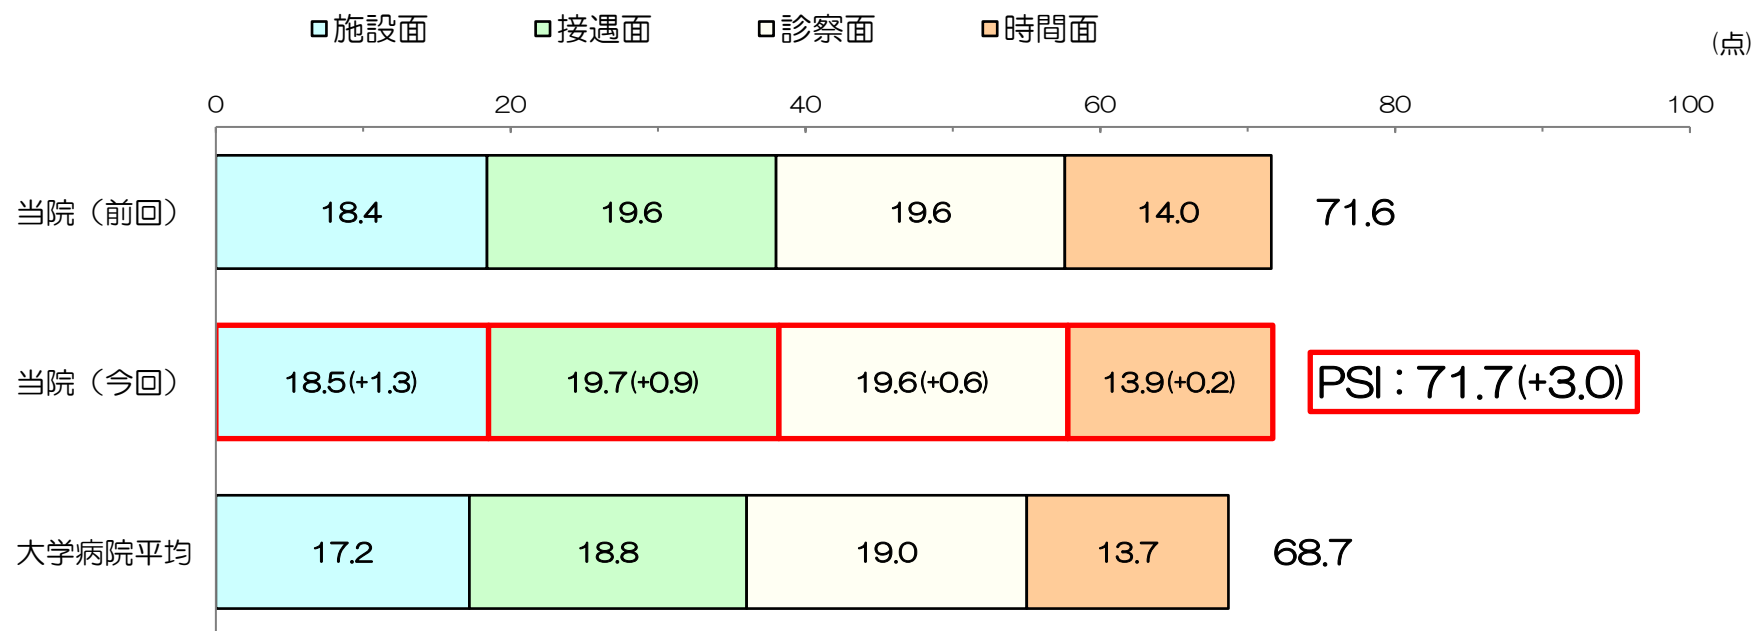 施設面 接遇面 診察面 時間面
(点)
0 20 40 60 80 100
当院（前回） 18.4 19.6 19.6 14.0 71.6
当院（今回） 18.5(+1.3) 19.7(+0.9) 19.6(+0.6) 13.9(+0.2) PSI：71.7(+3.0)
大学病院平均 17.2 18.8 19.0 13.7 68.7